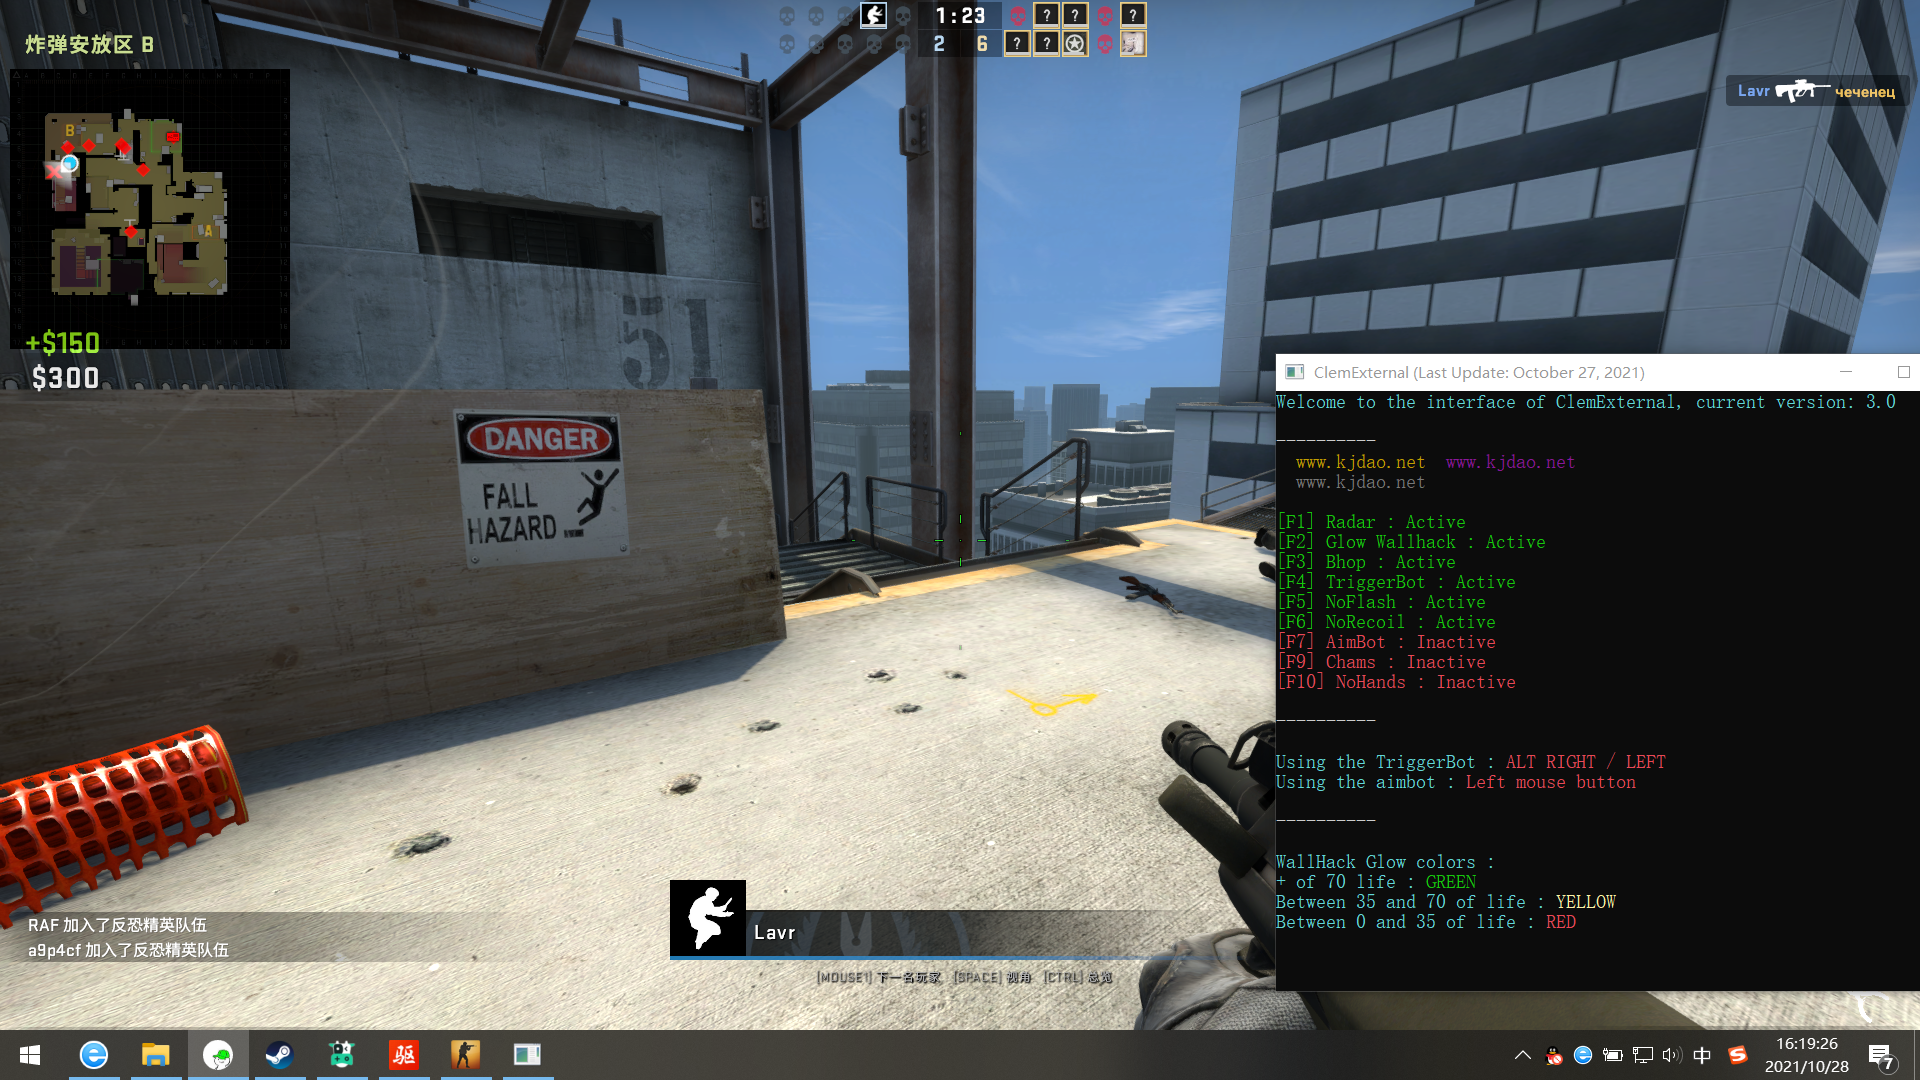 炸弹安放区 B
1:23
2 6
? ? ?
? ?
Lavr чеченец
B
A
+$150
$300
51
DANGER
FALL
HAZARD
ClemExternal (Last Update: October 27, 2021)
Welcome to the interface of ClemExternal, current version: 3.0
----------
www.kjdao.net www.kjdao.net
www.kjdao.net
[F1] Radar : Active
[F2] Glow Wallhack : Active
[F3] Bhop : Active
[F4] TriggerBot : Active
[F5] NoFlash : Active
[F6] NoRecoil : Active
[F7] AimBot : Inactive
[F9] Chams : Inactive
[F10] NoHands : Inactive
----------
Using the TriggerBot : ALT RIGHT / LEFT
Using the aimbot : Left mouse button
----------
WallHack Glow colors :
+ of 70 life : GREEN
Between 35 and 70 of life : YELLOW
Between 0 and 35 of life : RED
RAF 加入了反恐精英队伍
a9p4cf 加入了反恐精英队伍
Lavr
[MOUSE1] 下一名玩家 [SPACE] 视角 [CTRL] 总览
驱
中
S
16:19:26
2021/10/28
7